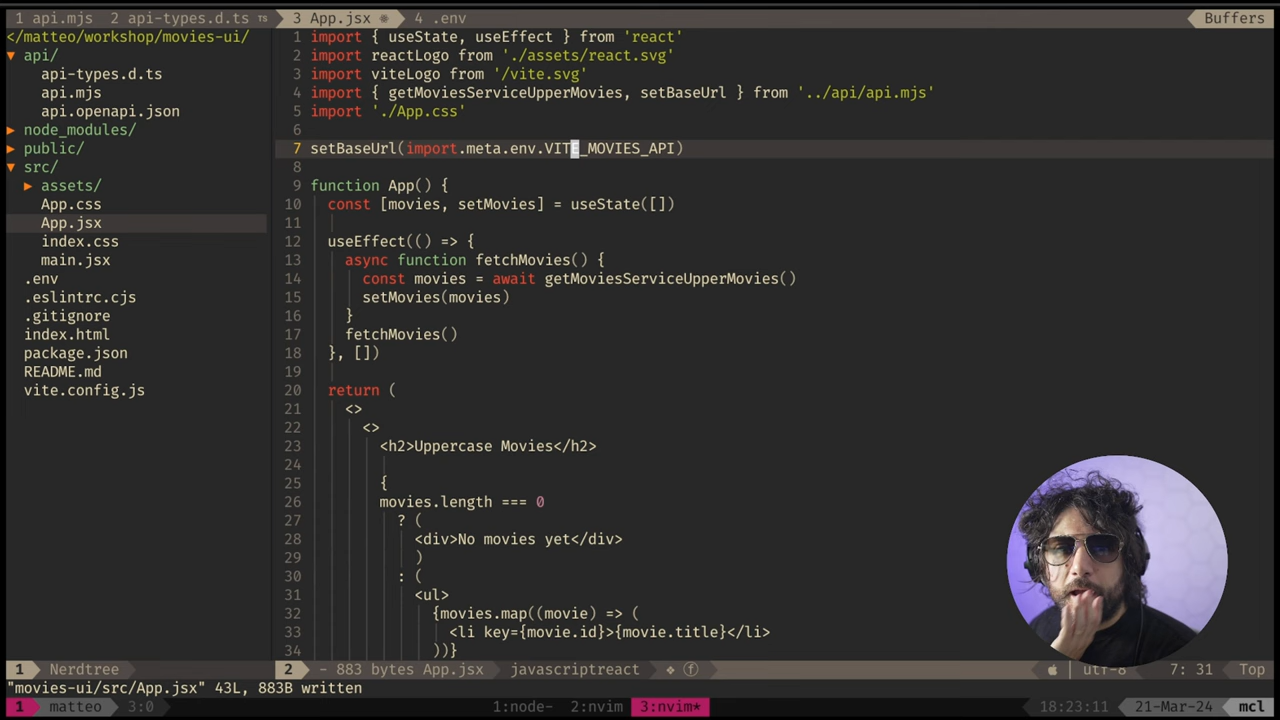 1 api.mjs 2 api-types.d.ts TS 3 App.jsx 4 .env Buffers
</matteo/workshop/movies-ui/
▼ api/
api-types.d.ts
api.mjs
api.openapi.json
▶ node_modules/
▶ public/
▼ src/
▶ assets/
App.css
App.jsx
index.css
main.jsx
.env
.eslintrc.cjs
.gitignore
index.html
package.json
README.md
vite.config.js
1 import { useState, useEffect } from 'react'
2 import reactLogo from './assets/react.svg'
3 import viteLogo from '/vite.svg'
4 import { getMoviesServiceUpperMovies, setBaseUrl } from '../api/api.mjs'
5 import './App.css'
6
7 setBaseUrl(import.meta.env.VITE_MOVIES_API)
8
9 function App() {
10 const [movies, setMovies] = useState([])
11
12 useEffect(() => {
13 async function fetchMovies() {
14 const movies = await getMoviesServiceUpperMovies()
15 setMovies(movies)
16 }
17 fetchMovies()
18 }, [])
19
20 return (
21 <>
22 <>
23 <h2>Uppercase Movies</h2>
24
25 {
26 movies.length === 0
27 ? (
28 <div>No movies yet</div>
29 )
30 : (
31 <ul>
32 {movies.map((movie) => (
33 <li key={movie.id}>{movie.title}</li>
34 ))}
1 Nerdtree 2 - 883 bytes App.jsx javascriptreact utf-8 7: 31 Top
"movies-ui/src/App.jsx" 43L, 883B written
1 matteo 3:0 1:node- 2:nvim 3:nvim* 18:23:11 21-Mar-24 mcl